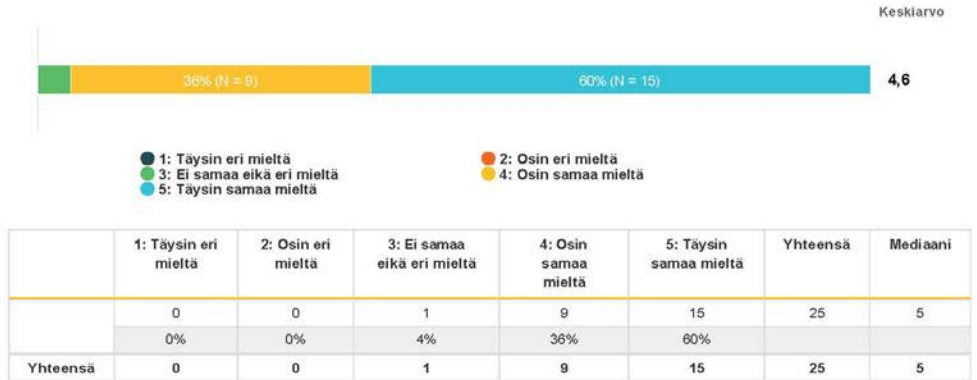 Keskiarvo
36% (N = 9) 60% (N = 15) 4,6
1: Täysin eri mieltä 2: Osin eri mieltä
3: Ei samaa eikä eri mieltä 4: Osin samaa mieltä
5: Täysin samaa mieltä
1: Täysin eri mieltä 2: Osin eri mieltä 3: Ei samaa eikä eri mieltä 4: Osin samaa mieltä 5: Täysin samaa mieltä Yhteensä Mediaani
0 0 1 9 15 25 5
0% 0% 4% 36% 60%
Yhteensä 0 0 1 9 15 25 5